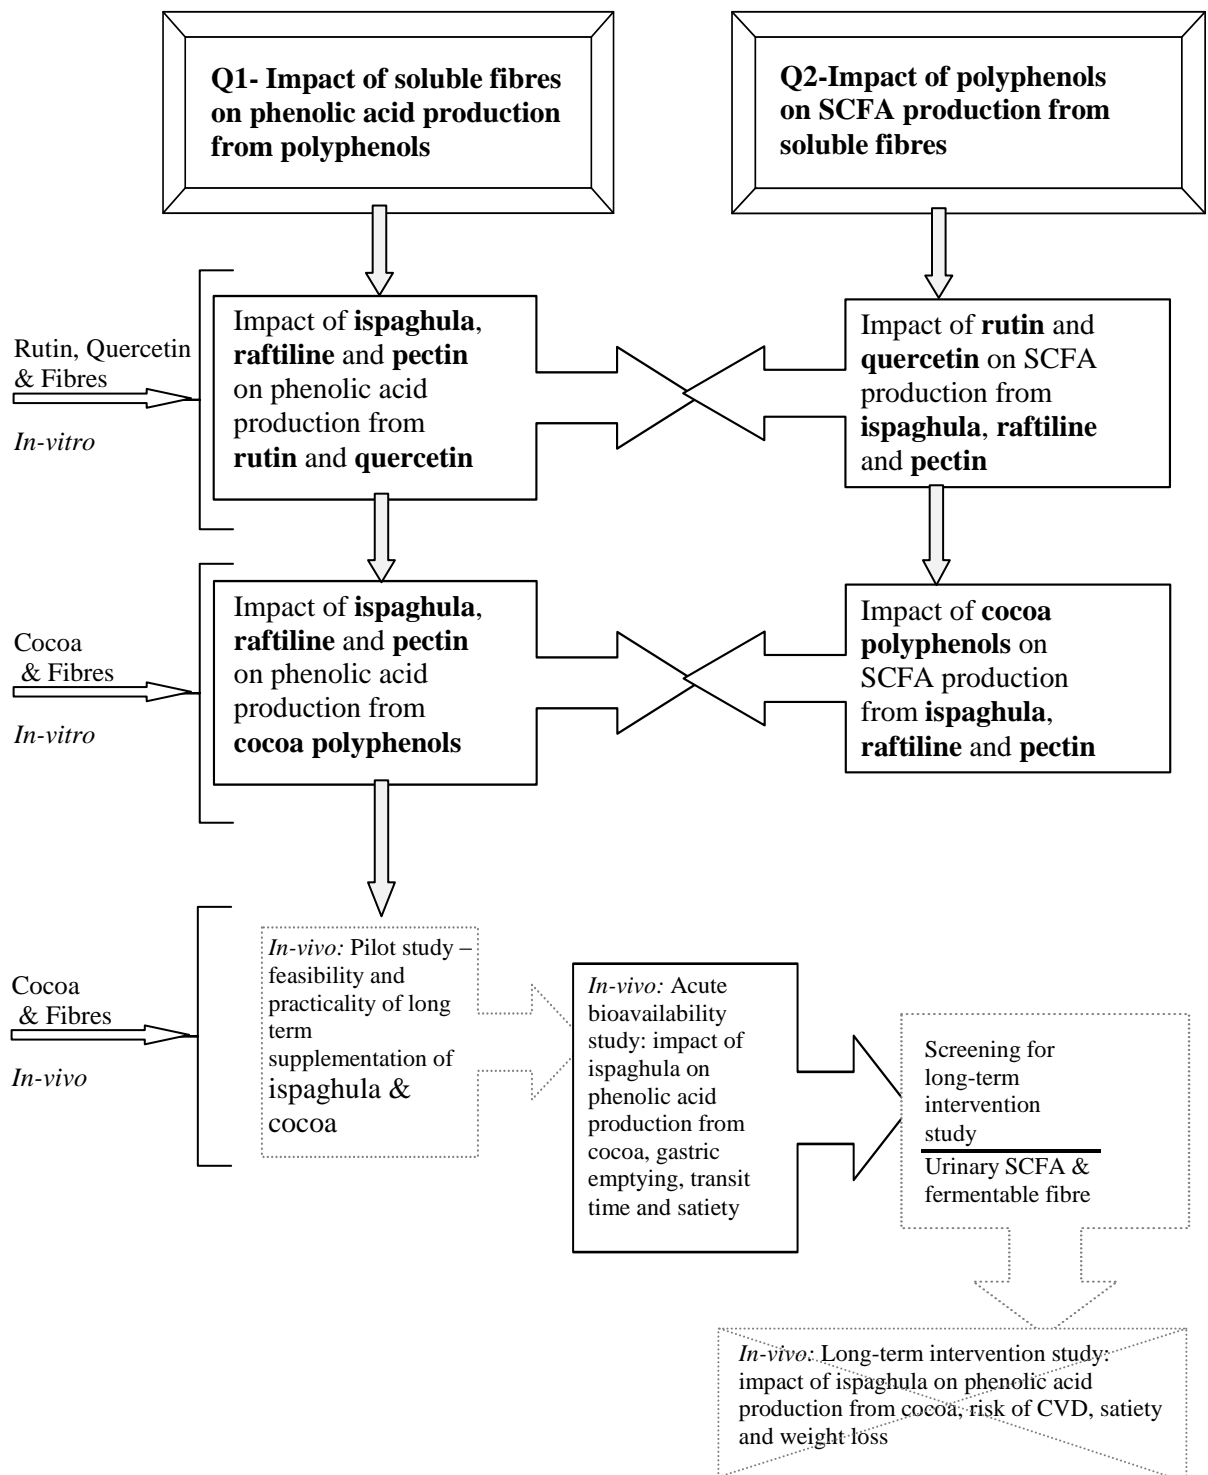 Q1- Impact of soluble fibres
on phenolic acid production
from polyphenols
Q2-Impact of polyphenols
on SCFA production from
soluble fibres
Rutin, Quercetin
& Fibres
In-vitro
Impact of ispaghula,
raftiline and pectin
on phenolic acid
production from
rutin and quercetin
Impact of rutin and
quercetin on SCFA
production from
ispaghula, raftiline
and pectin
Cocoa
& Fibres
In-vitro
Impact of ispaghula,
raftiline and pectin
on phenolic acid
production from
cocoa polyphenols
Impact of cocoa
polyphenols on
SCFA production
from ispaghula,
raftiline and pectin
Cocoa
& Fibres
In-vivo
In-vivo: Pilot study –
feasibility and
practicality of long
term
supplementation of
ispaghula &
cocoa
In-vivo: Acute
bioavailability
study: impact of
ispaghula on
phenolic acid
production from
cocoa, gastric
emptying, transit
time and satiety
Screening for
long-term
intervention
study
Urinary SCFA &
fermentable fibre
In-vivo: Long-term intervention study:
impact of ispaghula on phenolic acid
production from cocoa, risk of CVD, satiety
and weight loss